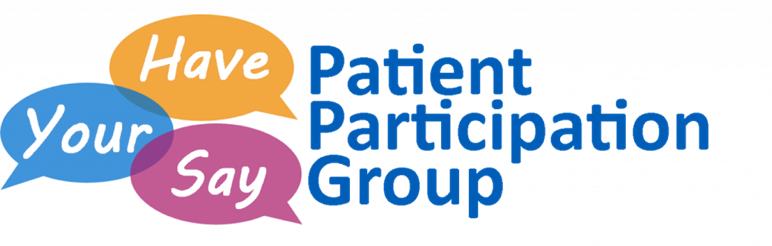 Have
Your
Say
Patient
Participation
Group